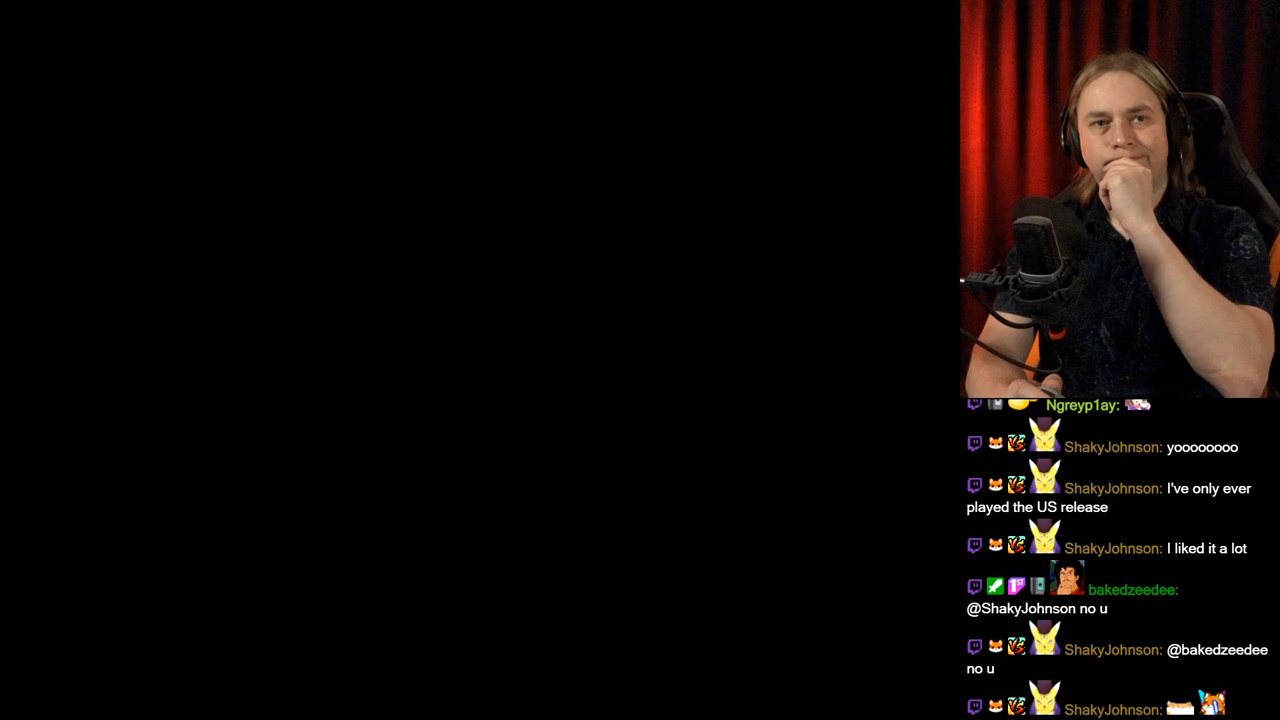 Ngreyp1ay:
ShakyJohnson: yoooooooo
ShakyJohnson: I've only ever
played the US release
ShakyJohnson: I liked it a lot
bakedzeedee:
@ShakyJohnson no u
ShakyJohnson: @bakedzeedee
no u
ShakyJohnson: